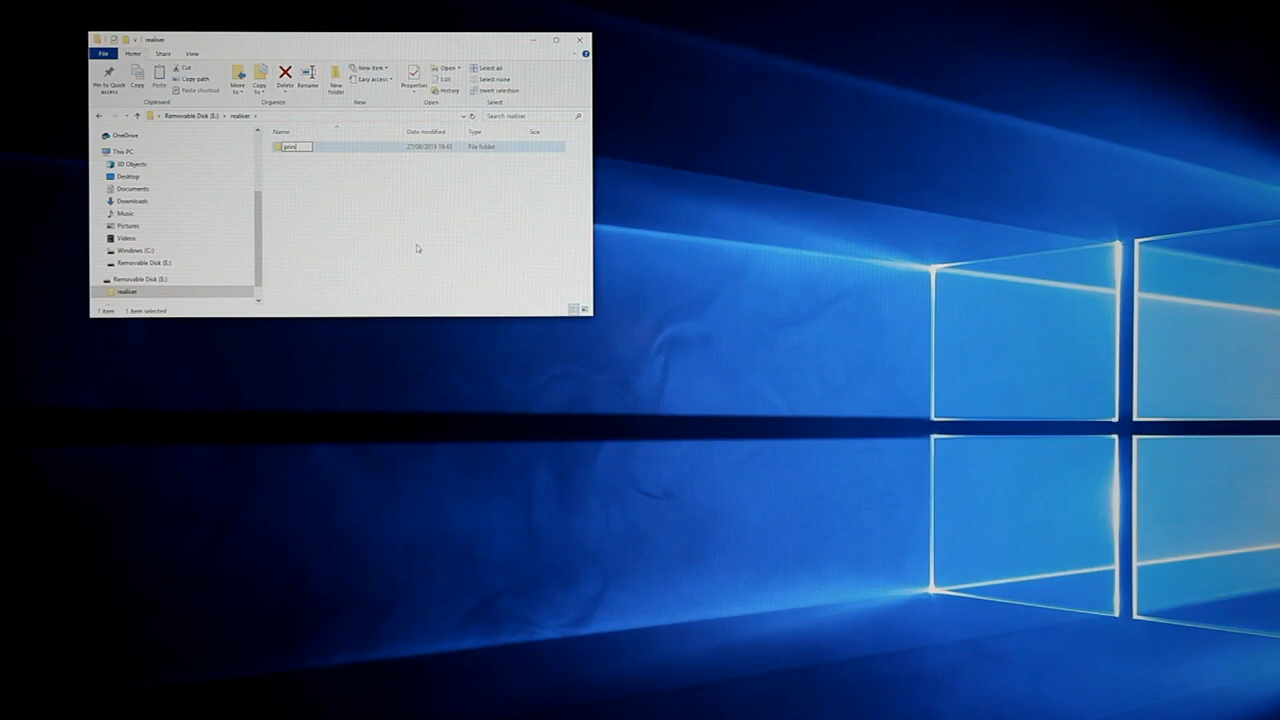 realiser
File Home Share View
Pin to Quick access
Copy
Paste
Cut
Copy path
Paste shortcut
Move to
Copy to
Delete
Rename
New folder
New item
Easy access
Properties
Open
Edit
History
Select all
Select none
Invert selection
Clipboard Organize New Open Select
Removable Disk (E:) > realiser >
Search realiser
Name Date modified Type Size
prin 27/08/2019 19:43 File folder
OneDrive
This PC
3D Objects
Desktop
Documents
Downloads
Music
Pictures
Videos
Windows (C:)
Removable Disk (E:)
Removable Disk (E:)
realiser
1 item 1 item selected